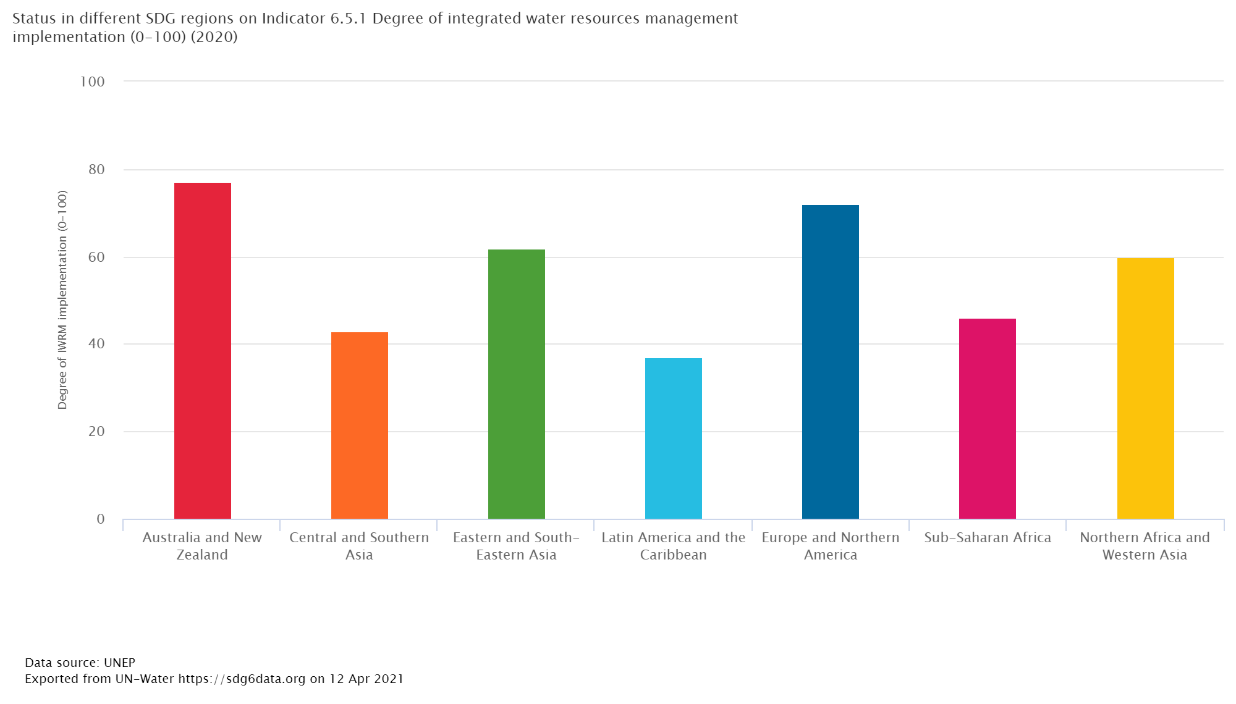 Status in different SDG regions on Indicator 6.5.1 Degree of integrated water resources management
implementation (0-100) (2020)
100
80
60
40
20
0
Degree of IWRM implementation (0-100)
Australia and New
Zealand
Central and Southern
Asia
Eastern and South-
Eastern Asia
Latin America and the
Caribbean
Europe and Northern
America
Sub-Saharan Africa
Northern Africa and
Western Asia
Data source: UNEP
Exported from UN-Water https://sdg6data.org on 12 Apr 2021